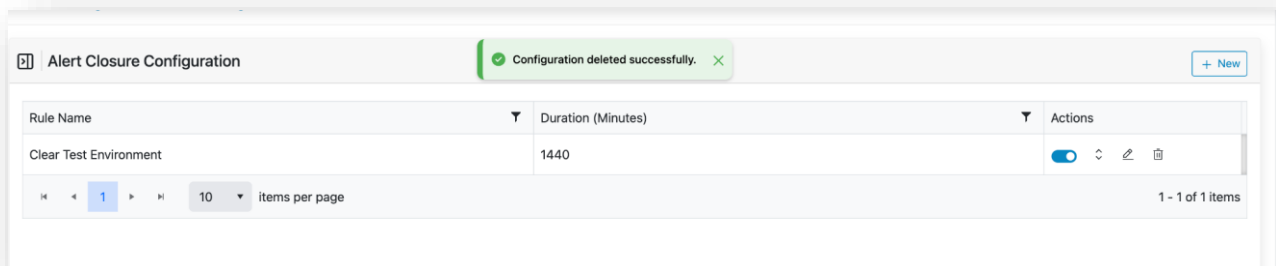 Alert Closure Configuration
Configuration deleted successfully.
+ New
Rule Name
Duration (Minutes)
Actions
Clear Test Environment
1440
1
10
items per page
1 - 1 of 1 items